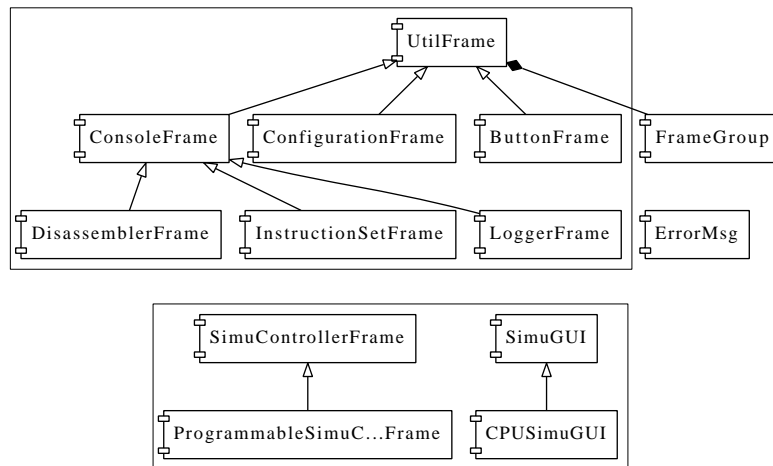 UtilFrame
ConsoleFrame
ConfigurationFrame
ButtonFrame
FrameGroup
DisassemblerFrame
InstructionSetFrame
LoggerFrame
ErrorMsg
SimuControllerFrame
SimuGUI
ProgrammableSimuC...Frame
CPUSimuGUI